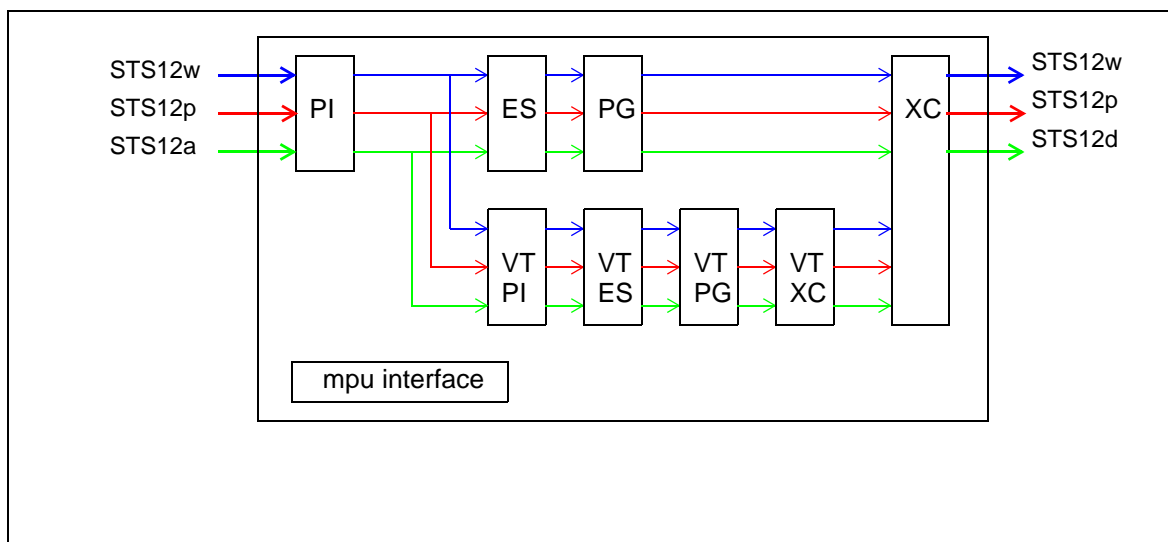 STS12w
STS12p
STS12a
PI
ES
PG
XC
STS12w
STS12p
STS12d
VT
PI
VT
ES
VT
PG
VT
XC
mpu interface